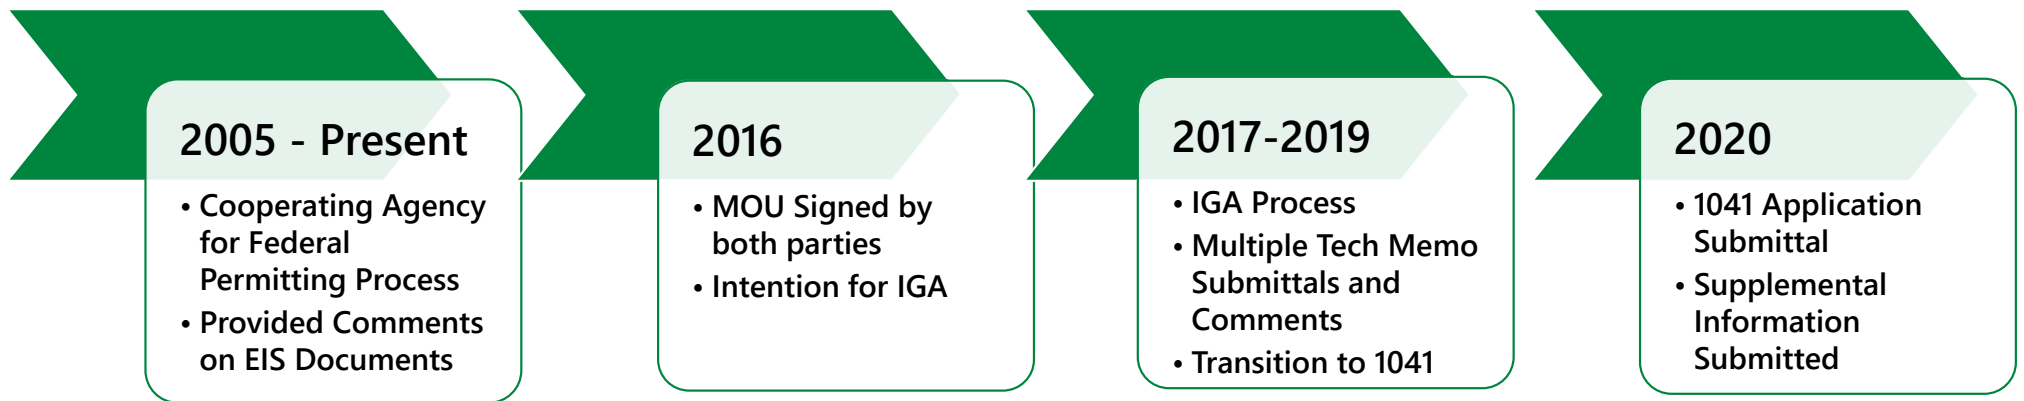 2005 - Present
• Cooperating Agency
for Federal
Permitting Process
• Provided Comments
on EIS Documents
2016
• MOU Signed by
both parties
• Intention for IGA
2017-2019
• IGA Process
• Multiple Tech Memo
Submittals and
Comments
• Transition to 1041
2020
• 1041 Application
Submittal
• Supplemental
Information
Submitted